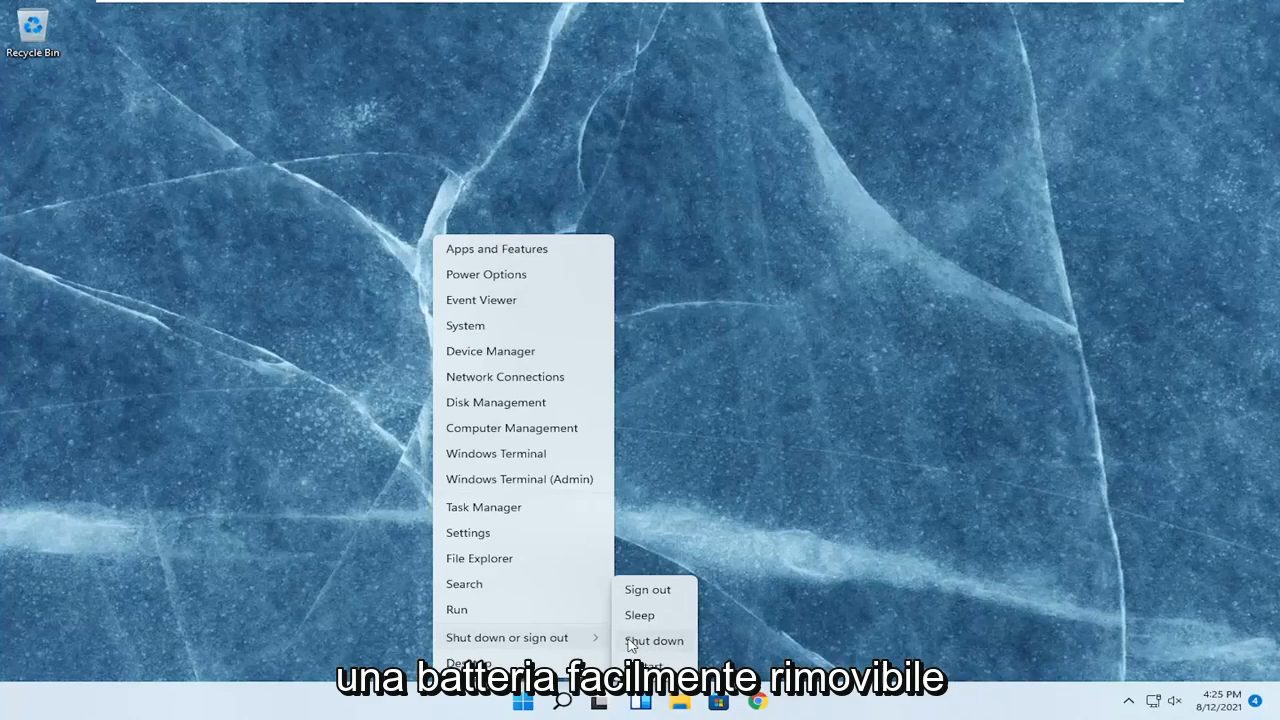 Recycle Bin
Apps and Features
Power Options
Event Viewer
System
Device Manager
Network Connections
Disk Management
Computer Management
Windows Terminal
Windows Terminal (Admin)
Task Manager
Settings
File Explorer
Search
Run
Shut down or sign out
Sign out
Sleep
Shut down
una batteria facilmente rimovibile
4:25 PM
8/12/2021
4